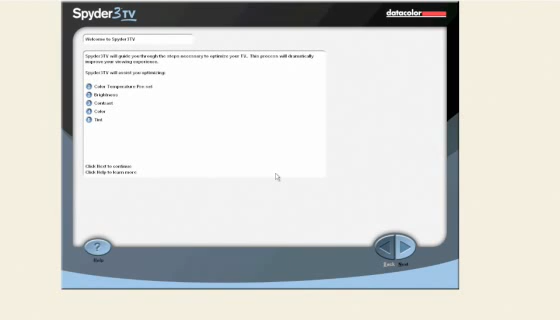 Spyder3TV
datacolor
Welcome to Spyder3TV
Spyder3TV will guide you through the steps necessary to optimize your TV. This process will dramatically
improve your viewing experience.
Spyder3TV will assist you optimizing:
Color Temperature Pre-set
Brightness
Contrast
Color
Tint
Click Next to continue.
Click Help to learn more.
?
Help
Back Next